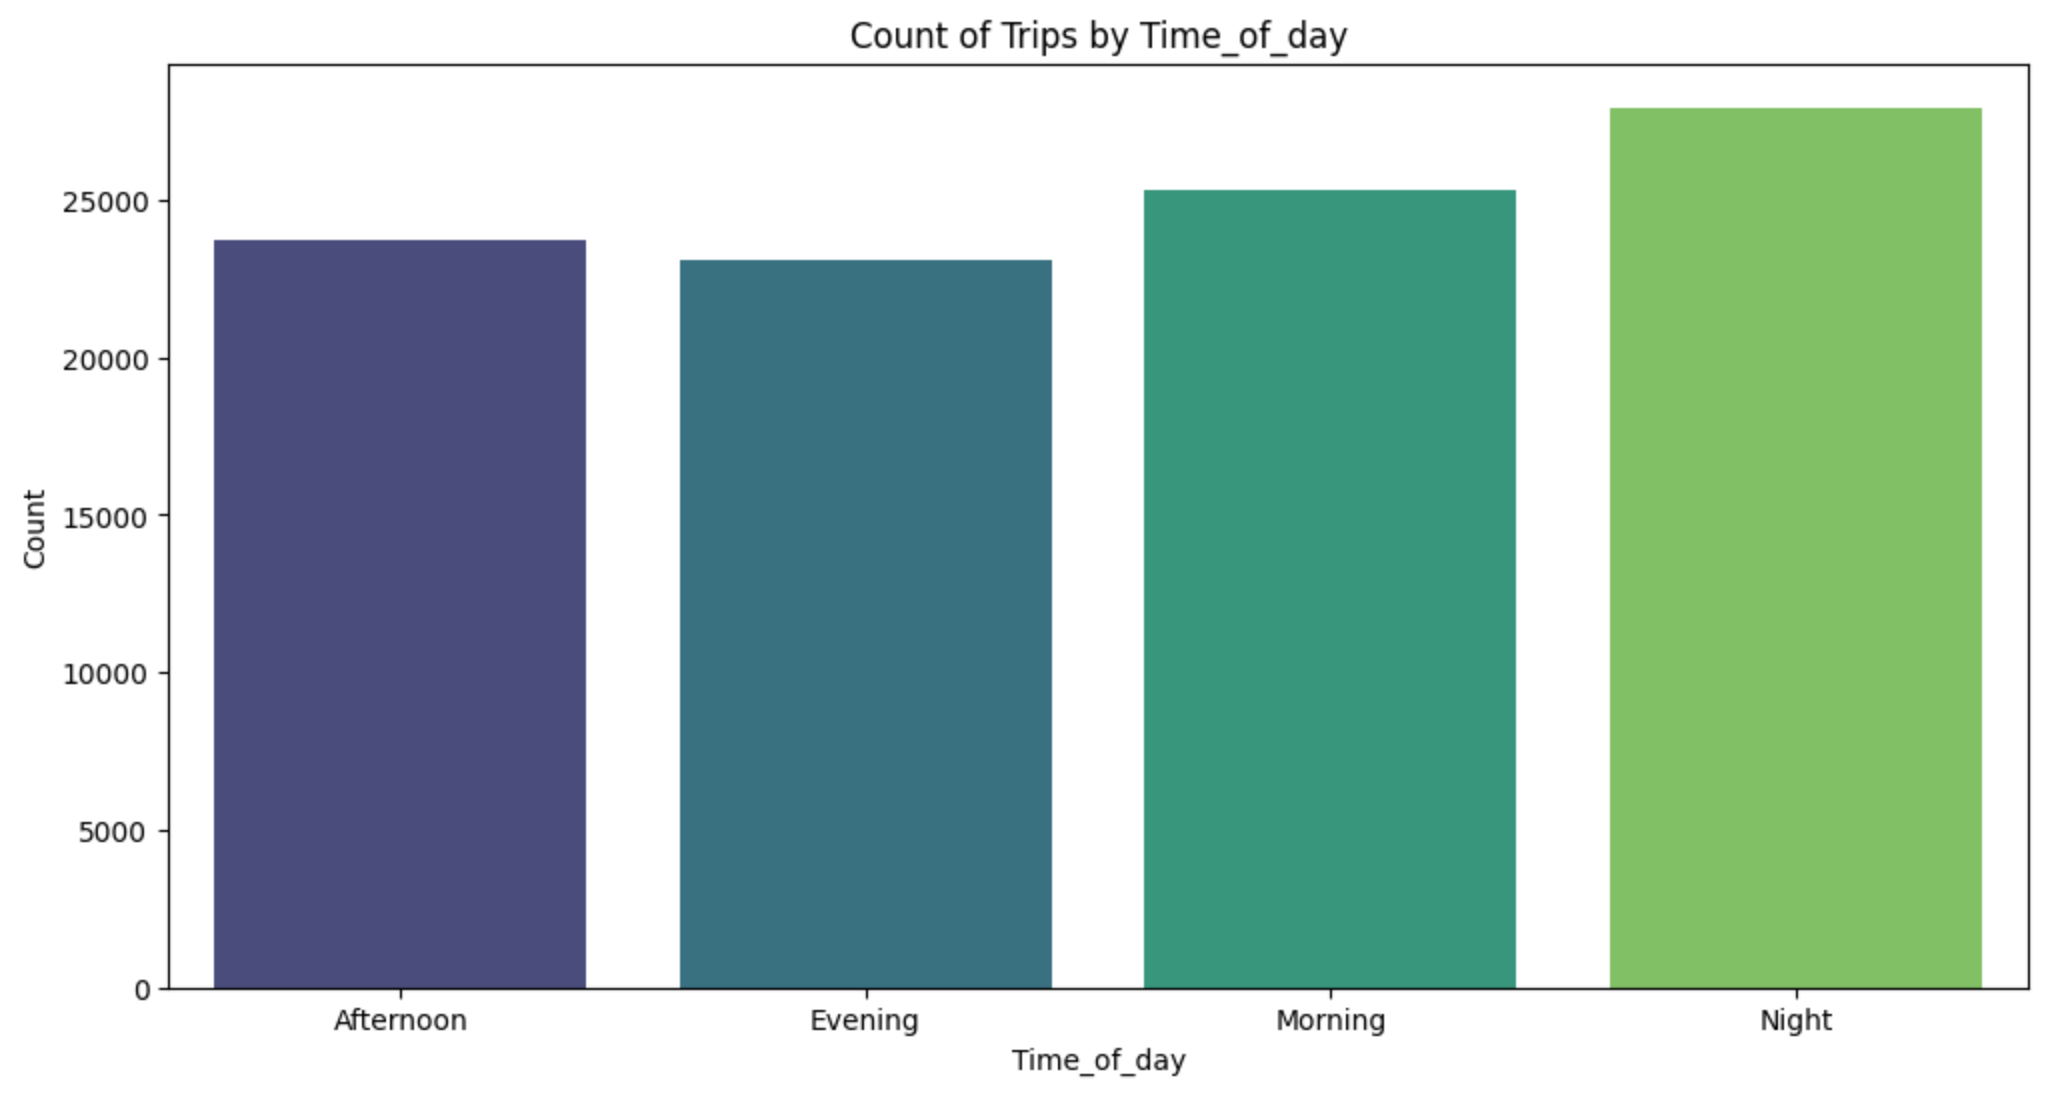 Count of Trips by Time_of_day
Count
25000
20000
15000
10000
5000
0
Afternoon Evening Morning Night
Time_of_day